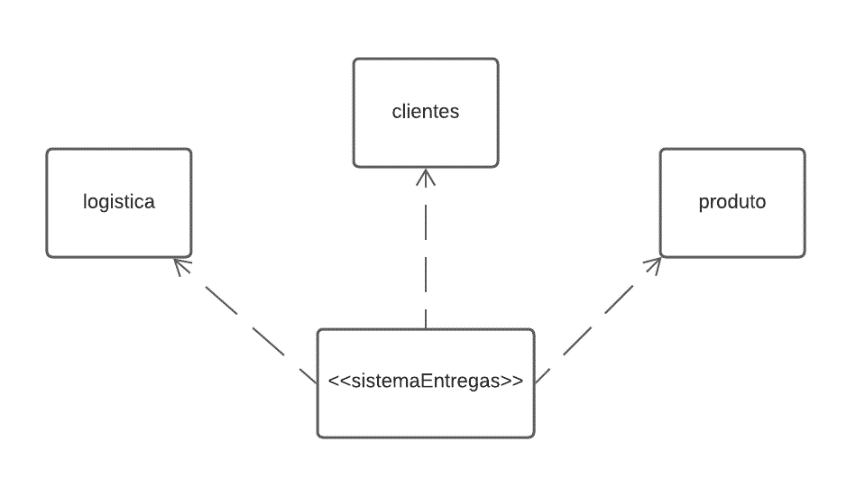 clientes
logistica
produto
<<sistemaEntregas>>